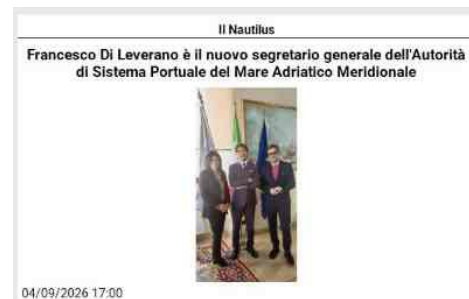 Il Nautilus
Francesco Di Leverano è il nuovo segretario generale dell'Autorità
di Sistema Portuale del Mare Adriatico Meridionale
04/09/2026 17:00